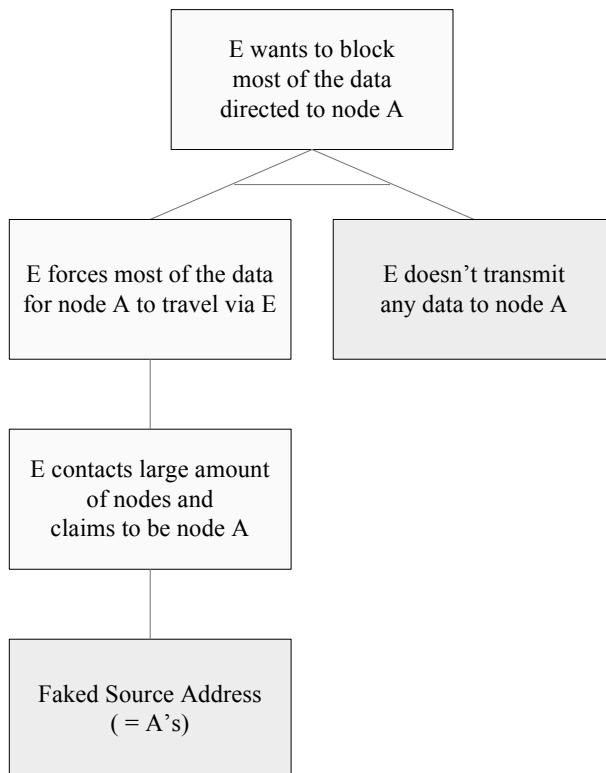 E wants to block
most of the data
directed to node A
E forces most of the data
for node A to travel via E
E doesn’t transmit
any data to node A
E contacts large amount
of nodes and
claims to be node A
Faked Source Address
( = A’s)